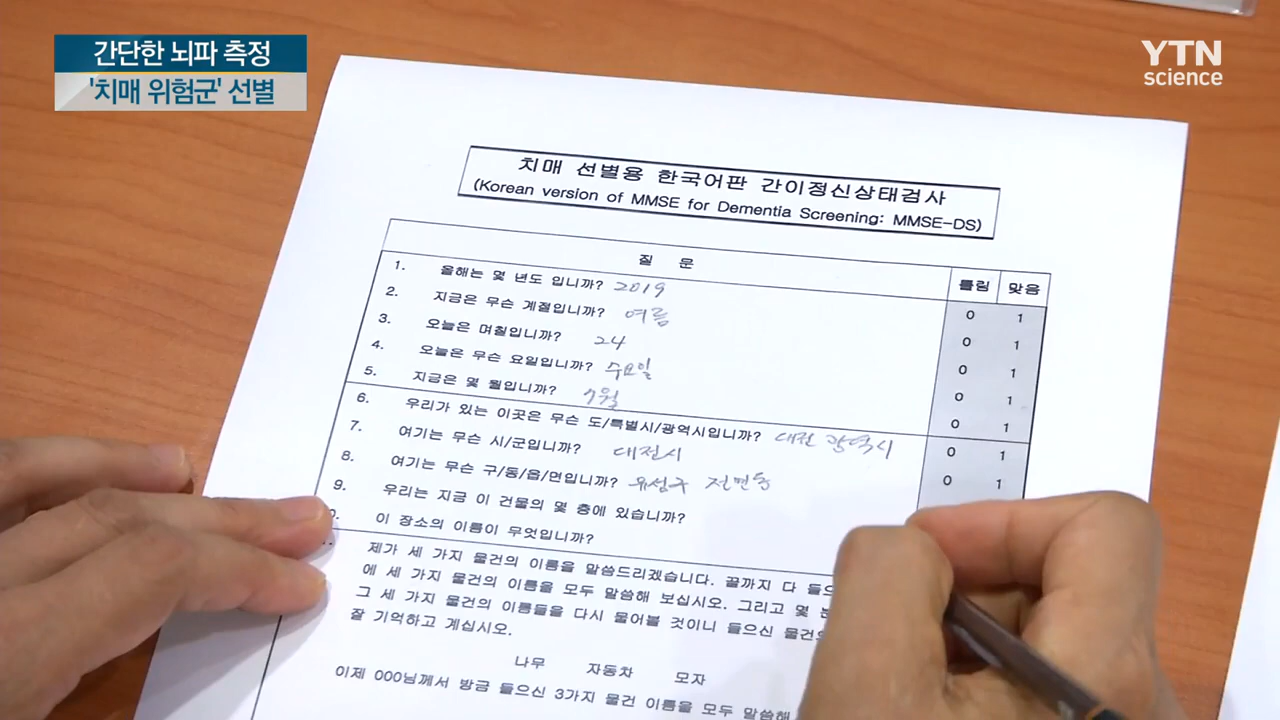 간단한 뇌파 측정
'치매 위험군' 선별
YTN
science
치매 선별용 한국어판 간이정신상태검사
(Korean version of MMSE for Dementia Screening: MMSE-DS)
질 문 틀림 맞음
1. 올해는 몇 년도 입니까? 2019 0 1
2. 지금은 무슨 계절입니까? 여름 0 1
3. 오늘은 며칠입니까? 24 0 1
4. 오늘은 무슨 요일입니까? 수요일 0 1
5. 지금은 몇 월입니까? 7월 0 1
6. 우리가 있는 이곳은 무슨 도/특별시/광역시입니까? 대전 광역시 0 1
7. 여기는 무슨 시/군입니까? 대전시 0 1
8. 여기는 무슨 구/동/읍/면입니까? 유성구 전민동
9. 우리는 지금 이 건물의 몇 층에 있습니까?
이 장소의 이름이 무엇입니까?
제가 세 가지 물건의 이름을 말씀드리겠습니다. 끝까지 다
에 세 가지 물건의 이름을 모두 말씀해 보십시오. 그리고 몇
그 세 가지 물건의 이름들을 다시 물어볼 것이니 들으신
잘 기억하고 계십시오.
나무 자동차 모자
이제 000님께서 방금 들으신 3가지 물건 이름을 모두 말씀해